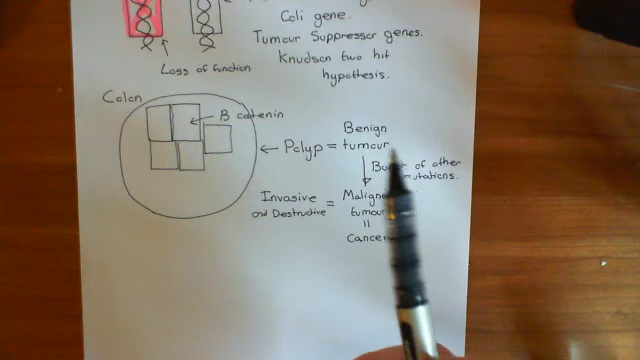 Coli gene.
Tumour Suppressor genes.
Loss of function
Knudson two hit
hypothesis.
Colon
B catenin
Benign
Polyp = tumour
of other
Invasive =
and Destructive
tumour
=
Cancer